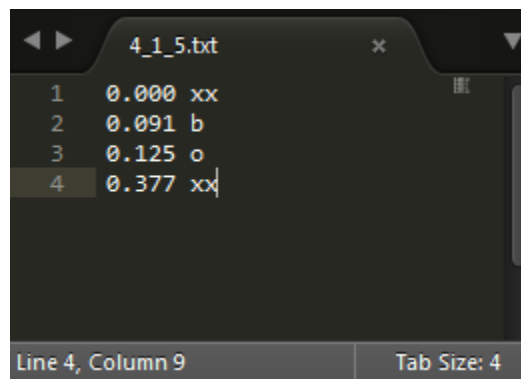 4_1_5.txt
1 0.000 xx
2 0.091 b
3 0.125 o
4 0.377 xx
Line 4, Column 9 Tab Size: 4